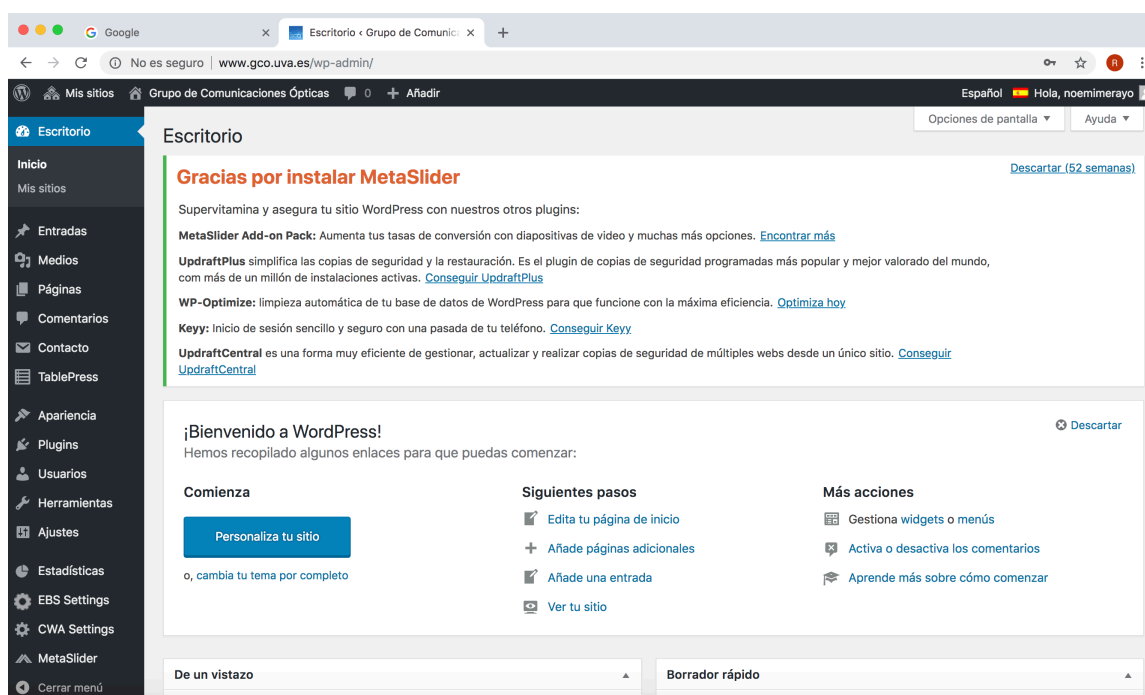 Google
Escritorio ‹ Grupo de Comunica
No es seguro | www.gco.uva.es/wp-admin/
R
Mis sitios Grupo de Comunicaciones Ópticas 0 Añadir Español Hola, noemimerayo
Opciones de pantalla ▼ Ayuda ▼
Escritorio
Inicio
Mis sitios
Entradas
Medios
Páginas
Comentarios
Contacto
TablePress
Apariencia
Plugins
Usuarios
Herramientas
Ajustes
Estadísticas
EBS Settings
CWA Settings
MetaSlider
Cerrar menú
Escritorio
Gracias por instalar MetaSlider
Descartar (52 semanas)
Supervitamina y asegura tu sitio WordPress con nuestros otros plugins:
MetaSlider Add-on Pack: Aumenta tus tasas de conversión con diapositivas de video y muchas más opciones. Encontrar más
UpdraftPlus simplifica las copias de seguridad y la restauración. Es el plugin de copias de seguridad programadas más popular y mejor valorado del mundo,
com más de un millón de instalaciones activas. Conseguir UpdraftPlus
WP-Optimize: limpieza automática de tu base de datos de WordPress para que funcione con la máxima eficiencia. Optimiza hoy
Keyy: Inicio de sesión sencillo y seguro con una pasada de tu teléfono. Conseguir Keyy
UpdraftCentral es una forma muy eficiente de gestionar, actualizar y realizar copias de seguridad de múltiples webs desde un único sitio. Conseguir
UpdraftCentral
¡Bienvenido a WordPress!
Descartar
Hemos recopilado algunos enlaces para que puedas comenzar:
Comienza
Personaliza tu sitio
o, cambia tu tema por completo
Siguientes pasos
Edita tu página de inicio
Añade páginas adicionales
Añade una entrada
Ver tu sitio
Más acciones
Gestiona widgets o menús
Activa o desactiva los comentarios
Aprende más sobre cómo comenzar
De un vistazo
Borrador rápido